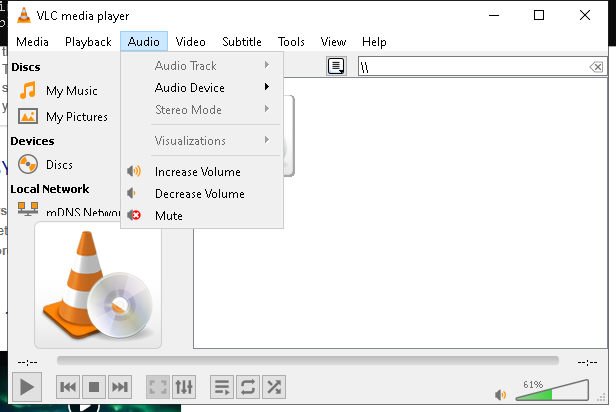 VLC media player
Media Playback Audio Video Subtitle Tools View Help
Discs
My Music
My Pictures
Devices
Discs
Local Network
mDNS Network
Audio Track
Audio Device
Stereo Mode
Visualizations
Increase Volume
Decrease Volume
Mute
\\
--:--
--:--
61%